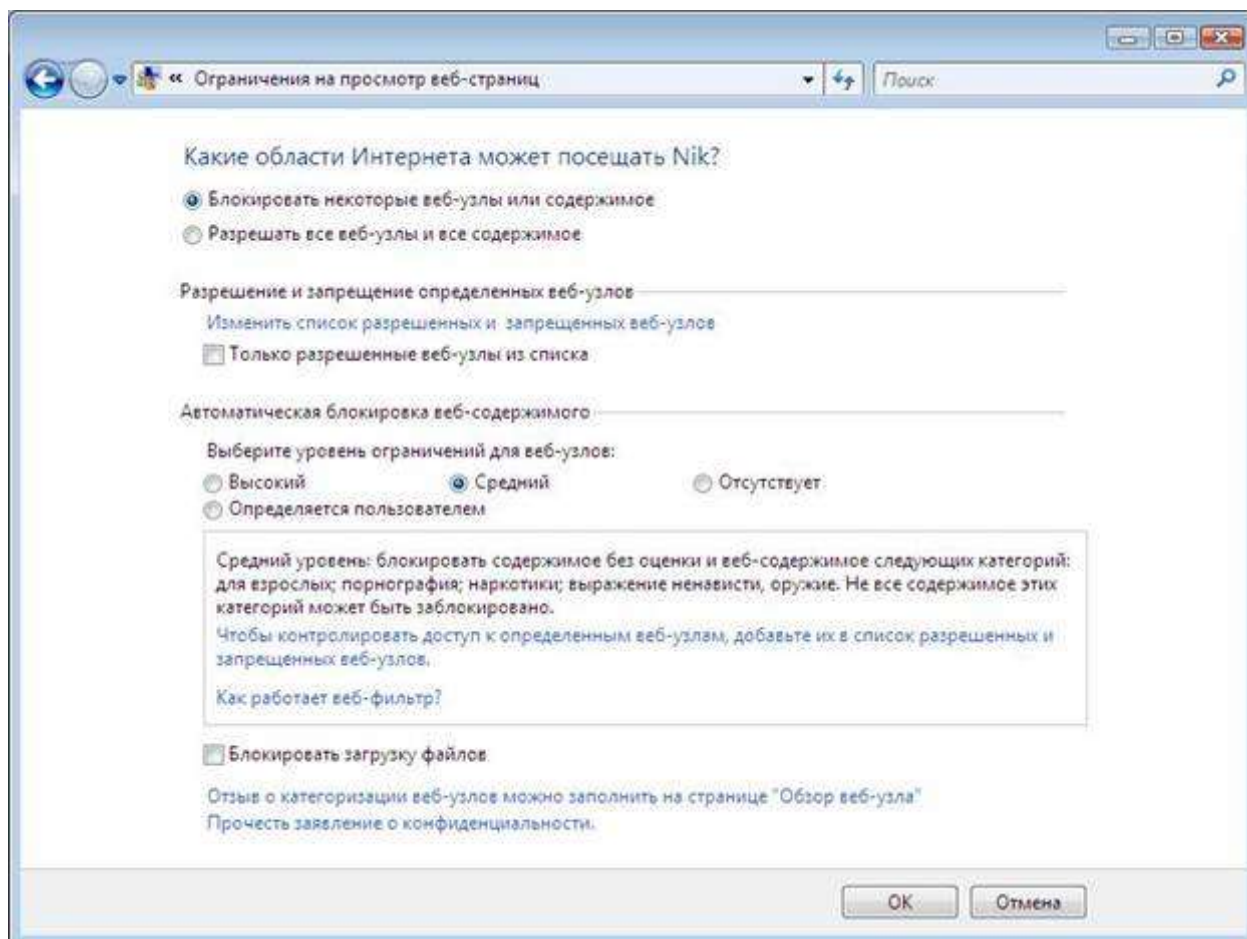 « Ограничения на просмотр веб-страниц
Поиск
Какие области Интернета может посещать Nik?
Блокировать некоторые веб-узлы или содержимое
Разрешать все веб-узлы и все содержимое
Разрешение и запрещение определенных веб-узлов
Изменить список разрешенных и запрещенных веб-узлов
Только разрешенные веб-узлы из списка
Автоматическая блокировка веб-содержимого
Выберите уровень ограничений для веб-узлов:
Высокий Средний Отсутствует
Определяется пользователем
Средний уровень: блокировать содержимое без оценки и веб-содержимое следующих категорий:
для взрослых; порнография; наркотики; выражение ненависти, оружие. Не все содержимое этих
категорий может быть заблокировано.
Чтобы контролировать доступ к определенным веб-узлам, добавьте их в список разрешенных и
запрещенных веб-узлов.
Как работает веб-фильтр?
Блокировать загрузку файлов
Отзыв о категоризации веб-узлов можно заполнить на странице "Обзор веб-узла"
Прочесть заявление о конфиденциальности.
OK Отмена